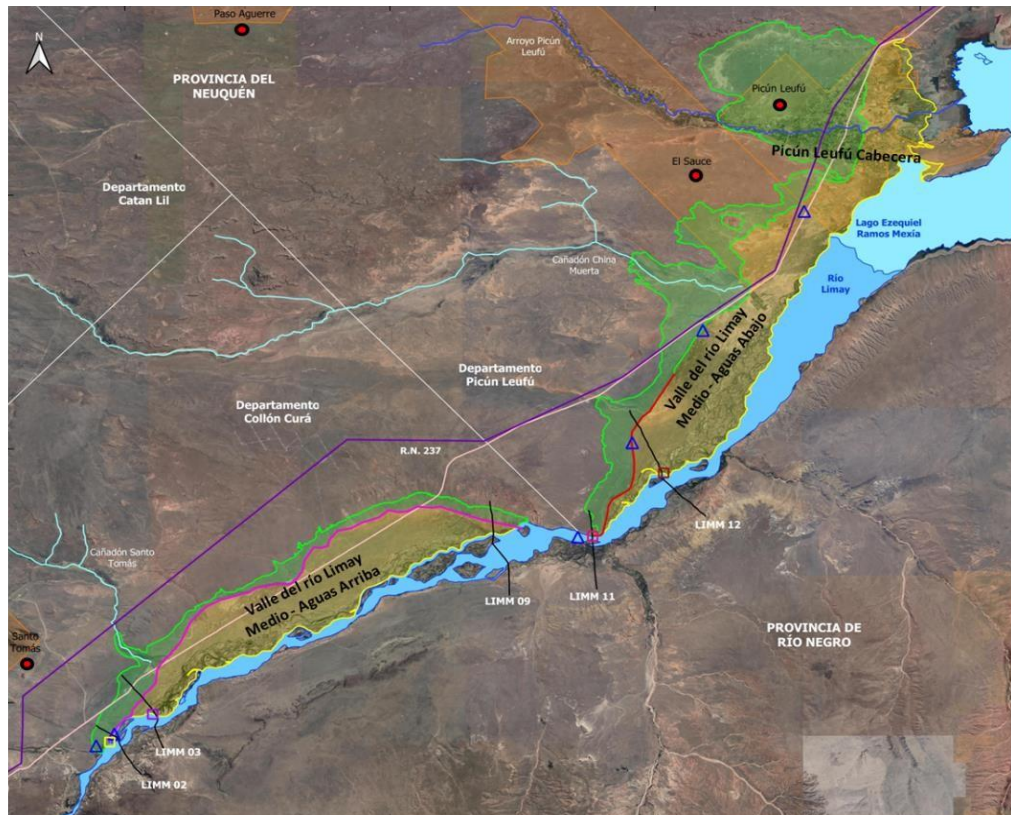 Paso Aguerre
N
Arroyo Picún
Leufú
PROVINCIA DEL
NEUQUÉN
Picún Leufú
Picún Leufú Cabecera
El Sauce
Departamento
Catan Lil
Lago Ezequiel
Ramos Mexía
Cañadón China
Muerta
Río
Limay
Valle del río Limay
Medio - Aguas Abajo
Departamento
Picún Leufú
Departamento
Collón Curá
R.N. 237
LIMM 12
Cañadón Santo
Tomás
Valle del río Limay
Medio - Aguas Arriba
LIMM 09
LIMM 11
PROVINCIA DE
RÍO NEGRO
Santo
Tomás
LIMM 03
LIMM 02